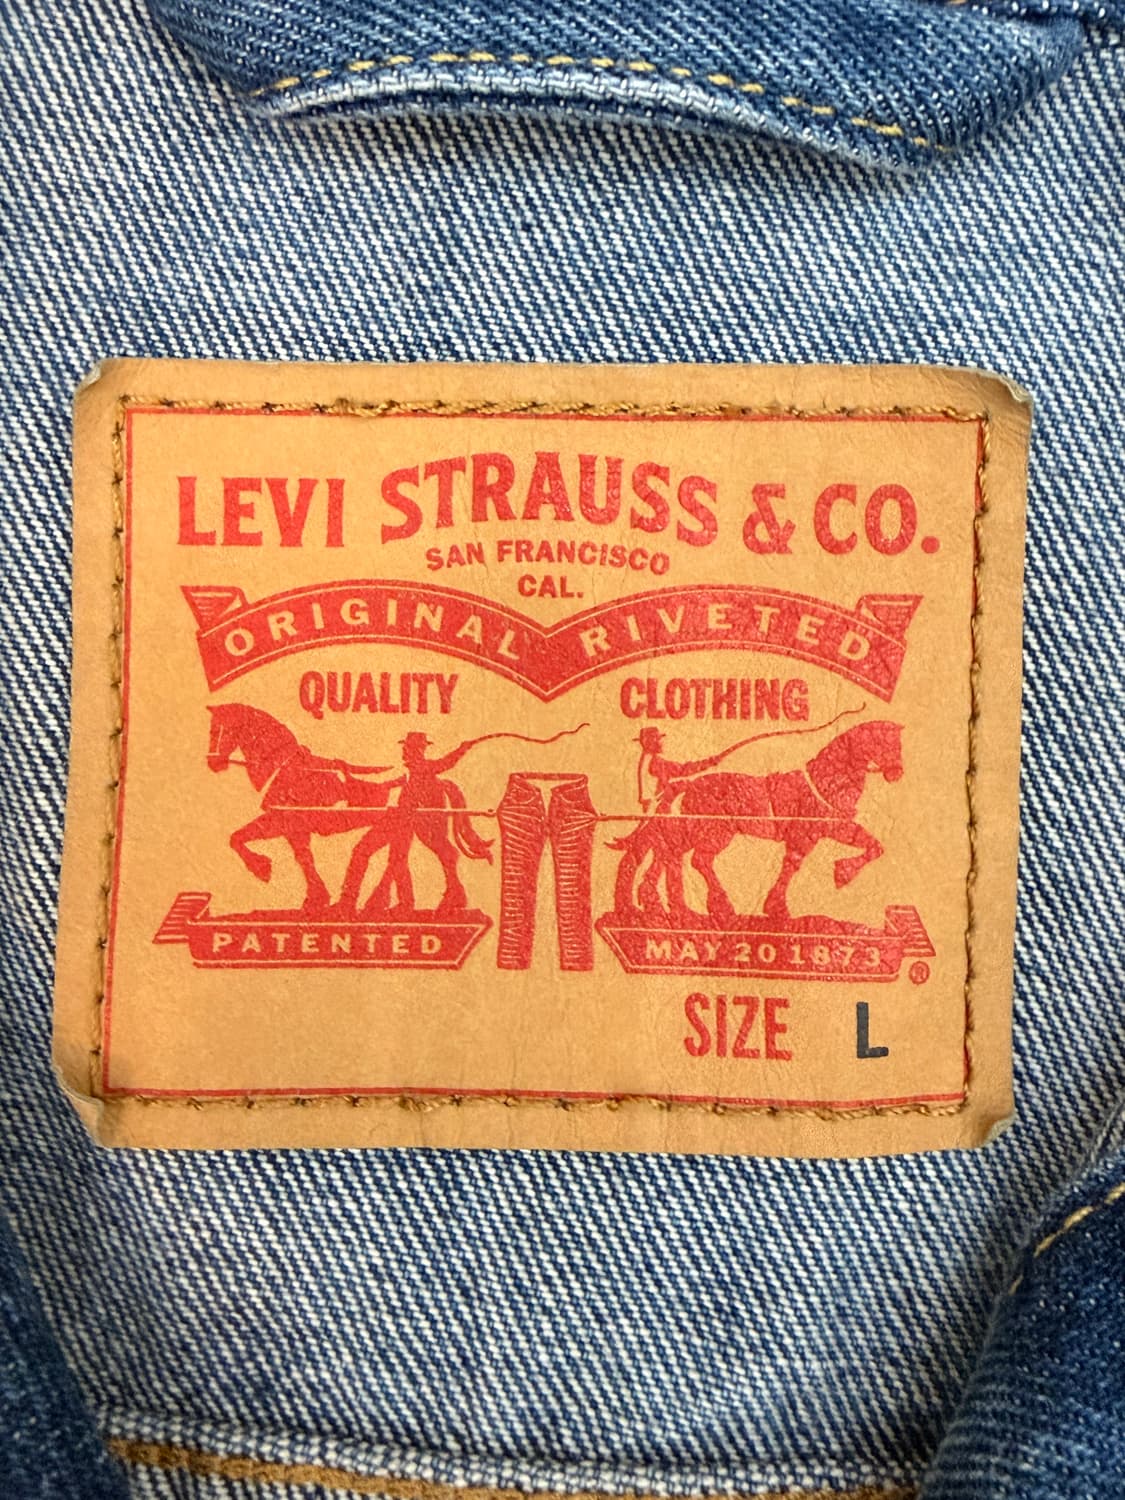 LEVI STRAUSS & CO.
SAN FRANCISCO
CAL.
ORIGINAL RIVETED
QUALITY CLOTHING
PATENTED MAY 20 1873
®
SIZE L